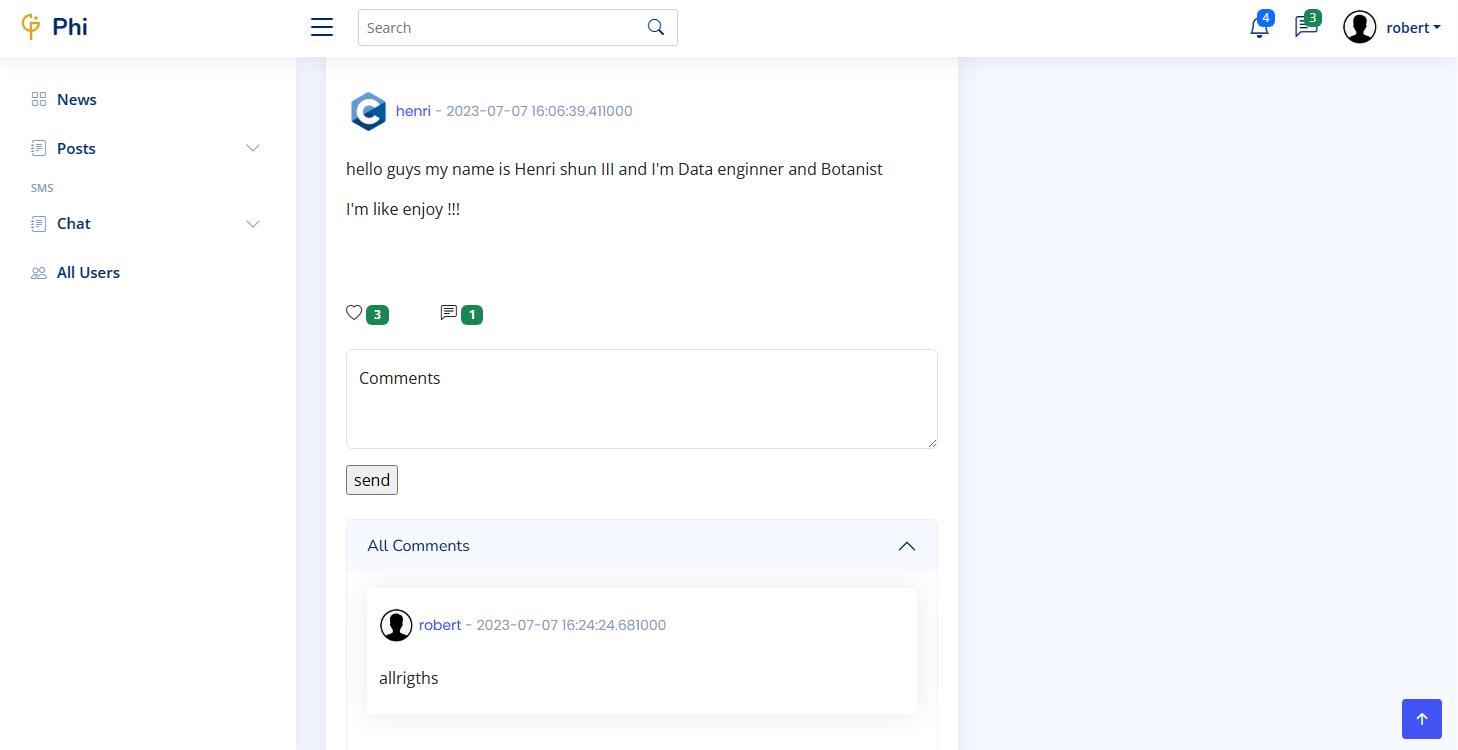 Phi
Search
4
3
robert
News
Posts
SMS
Chat
All Users
henri - 2023-07-07 16:06:39.411000
hello guys my name is Henri shun III and I'm Data enginner and Botanist
I'm like enjoy !!!
3
1
Comments
send
All Comments
robert - 2023-07-07 16:24:24.681000
allrigths